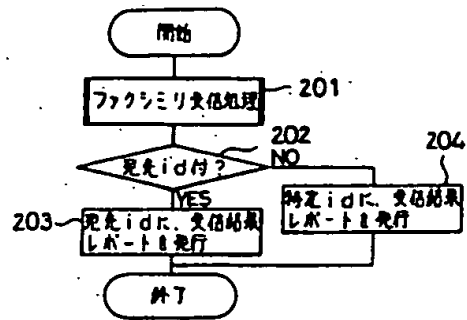 開始
ファクシミリ受信処理
201
202
宛先id付?
NO
204
YES
203
宛先idに、受信結果
レポートを発行
特定idに、受信結果
レポートを発行
終了